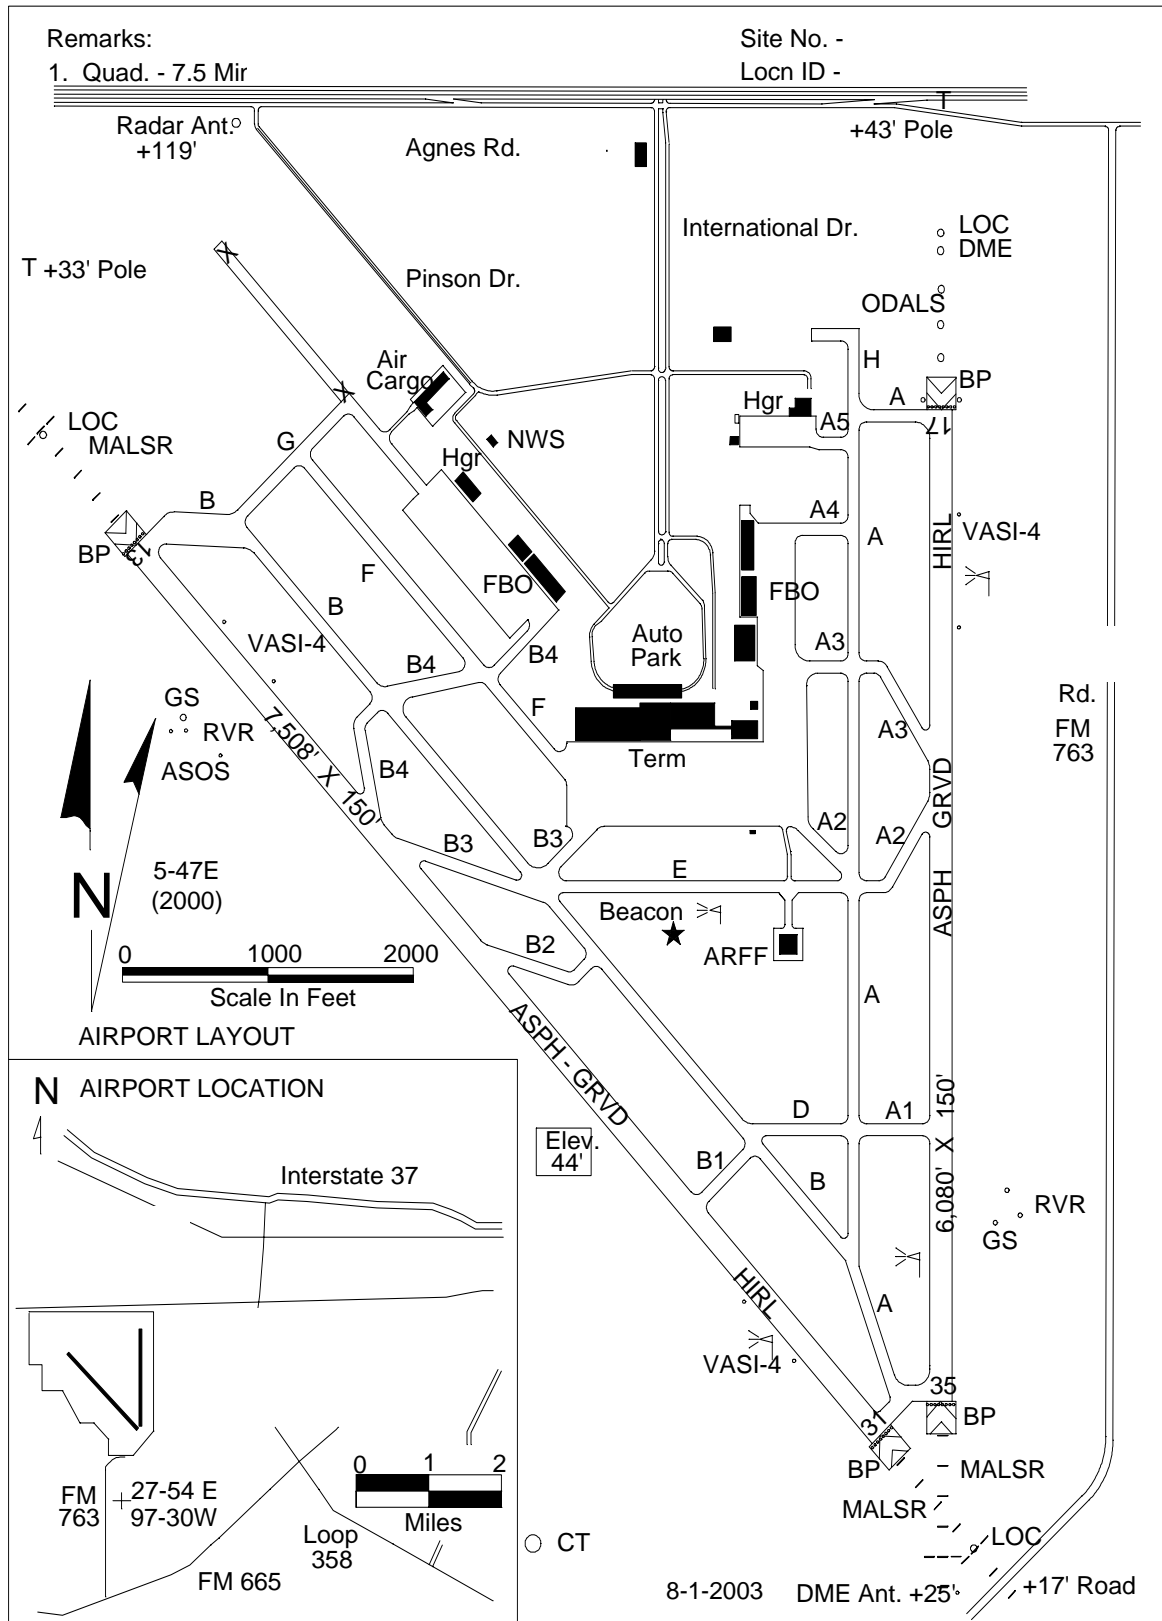 Remarks:
Site No. -
1. Quad. - 7.5 Mir
Locn ID -
T
Radar Ant.
+119'
Agnes Rd.
+43' Pole
International Dr.
LOC
DME
T +33' Pole
Pinson Dr.
ODALS
X
Air
Cargo
H
BP
X
A
Hgr
LOC
A5
17
MALSR
G
NWS
Hgr
B
A4
A
HIRL
VASI-4
BP
13
F
FBO
FBO
B
VASI-4
Auto
Park
A3
B4
B4
GS
F
Rd.
FM
763
RVR
7,508' X 150'
A3
ASOS
Term
B4
GRVD
A2
A2
B3
B3
E
5-47E
(2000)
N
ASPH
Beacon
B2
ARFF
0 1000 2000
Scale In Feet
A
ASPH - GRVD
AIRPORT LAYOUT
N AIRPORT LOCATION
D
A1
6,080' X 150'
Elev.
44'
B1
Interstate 37
B
RVR
GS
HIRL
A
VASI-4
35
31
BP
BP
0 1 2
Miles
MALSR
FM
763
27-54 E
97-30W
MALSR
Loop
358
CT
LOC
FM 665
8-1-2003
DME Ant. +25'
+17' Road